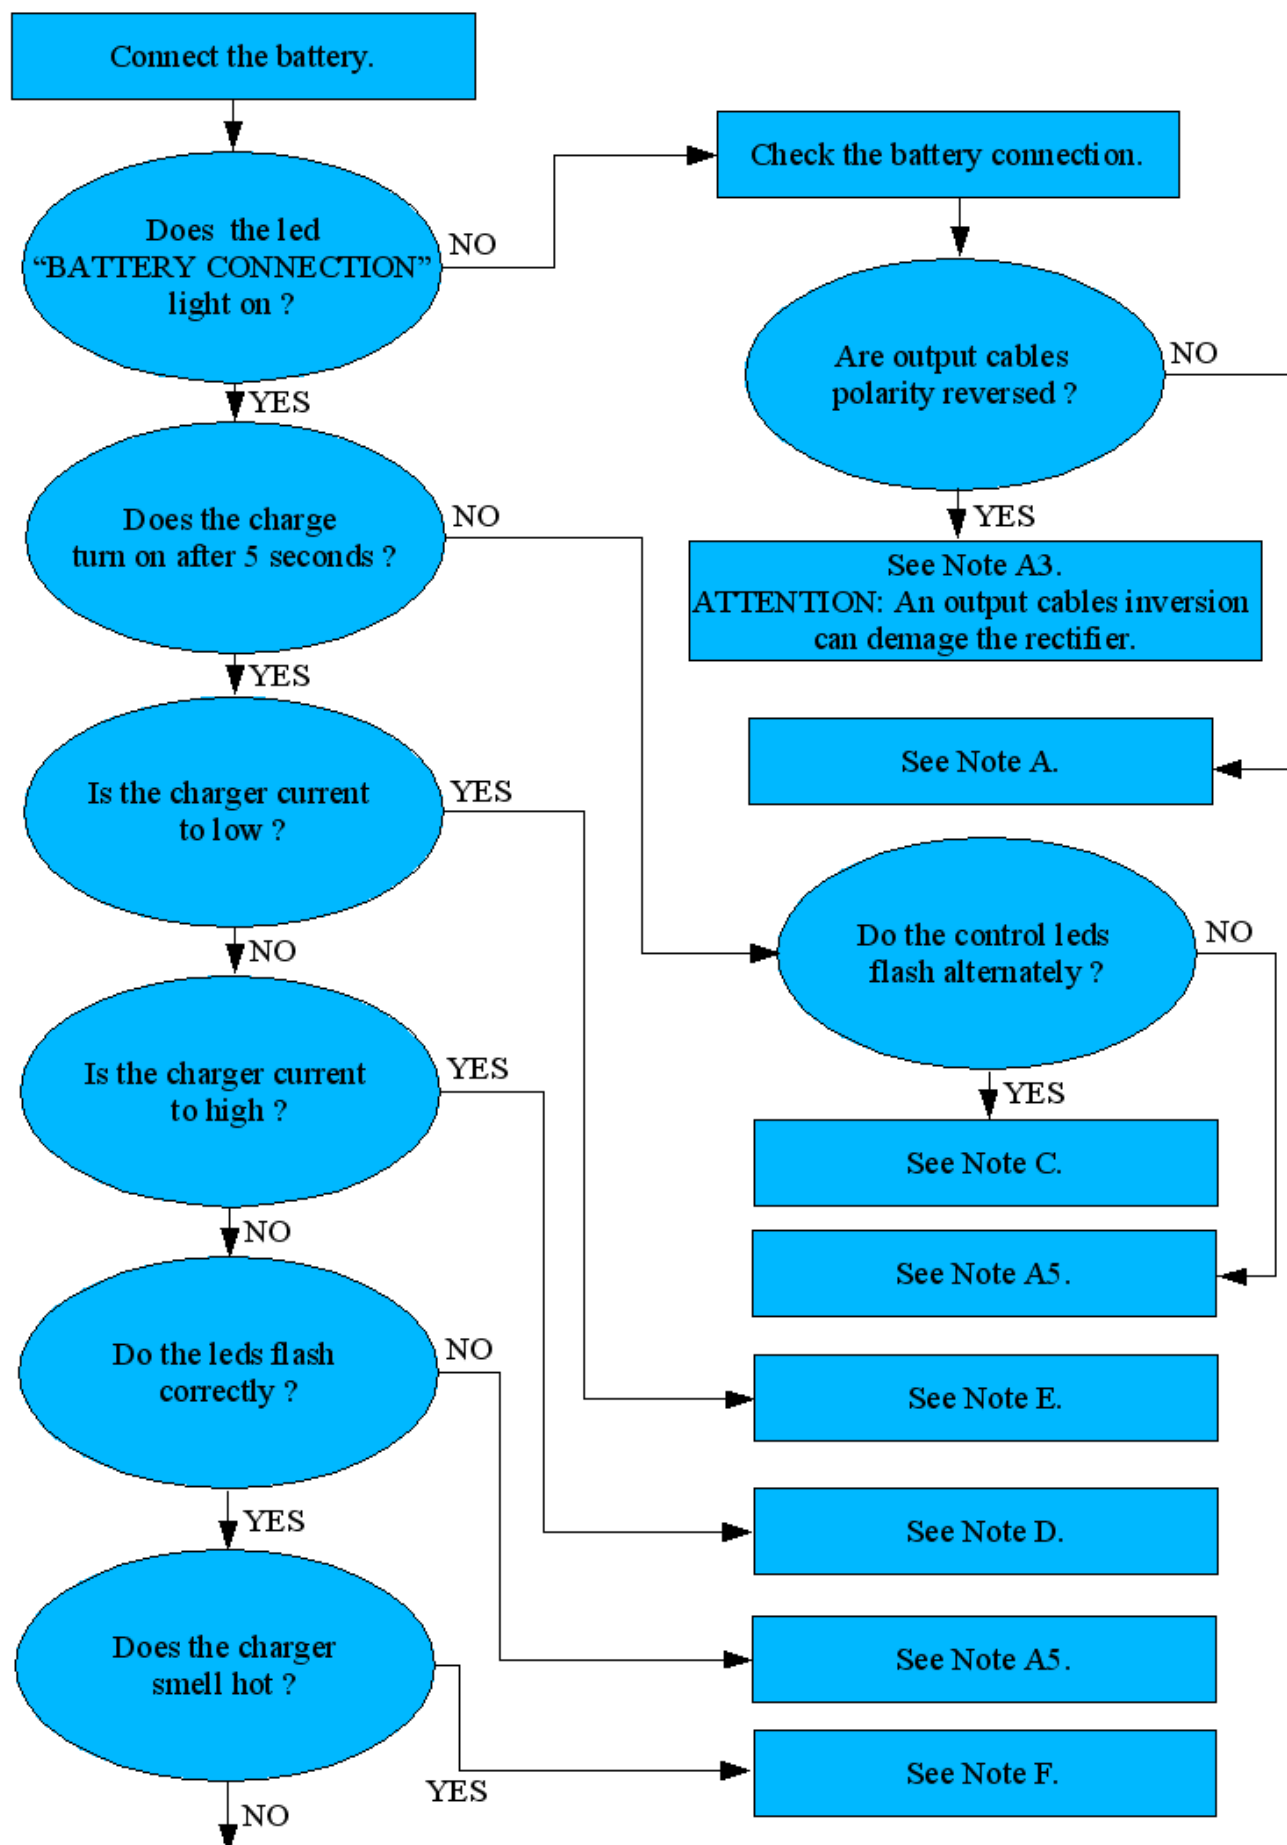 Connect the battery.
Does the led
“BATTERY CONNECTION”
light on ?
NO
Check the battery connection.
Are output cables
polarity reversed ?
NO
YES
See Note A3.
ATTENTION: An output cables inversion
can demage the rectifier.
See Note A.
YES
Does the charge
turn on after 5 seconds ?
NO
Do the control leds
flash alternately ?
NO
YES
See Note C.
See Note A5.
YES
Is the charger current
to low ?
YES
See Note E.
NO
Is the charger current
to high ?
YES
See Note D.
NO
Do the leds flash
correctly ?
NO
See Note A5.
YES
Does the charger
smell hot ?
YES
See Note F.
NO